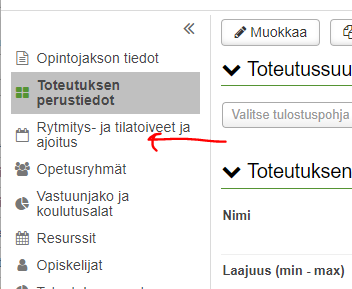 «
Opintojakson tiedot
Toteutuksen
perustiedot
Rytmitys- ja tilatoiveet ja
ajoitus
Opetusryhmät
Vastuunjako ja
koulutusalat
Resurssit
Opiskelijat
Muokkaa
Toteutussuu
Valitse tulostuspohja
Toteutuksen
Nimi
Laajuus (min - max)